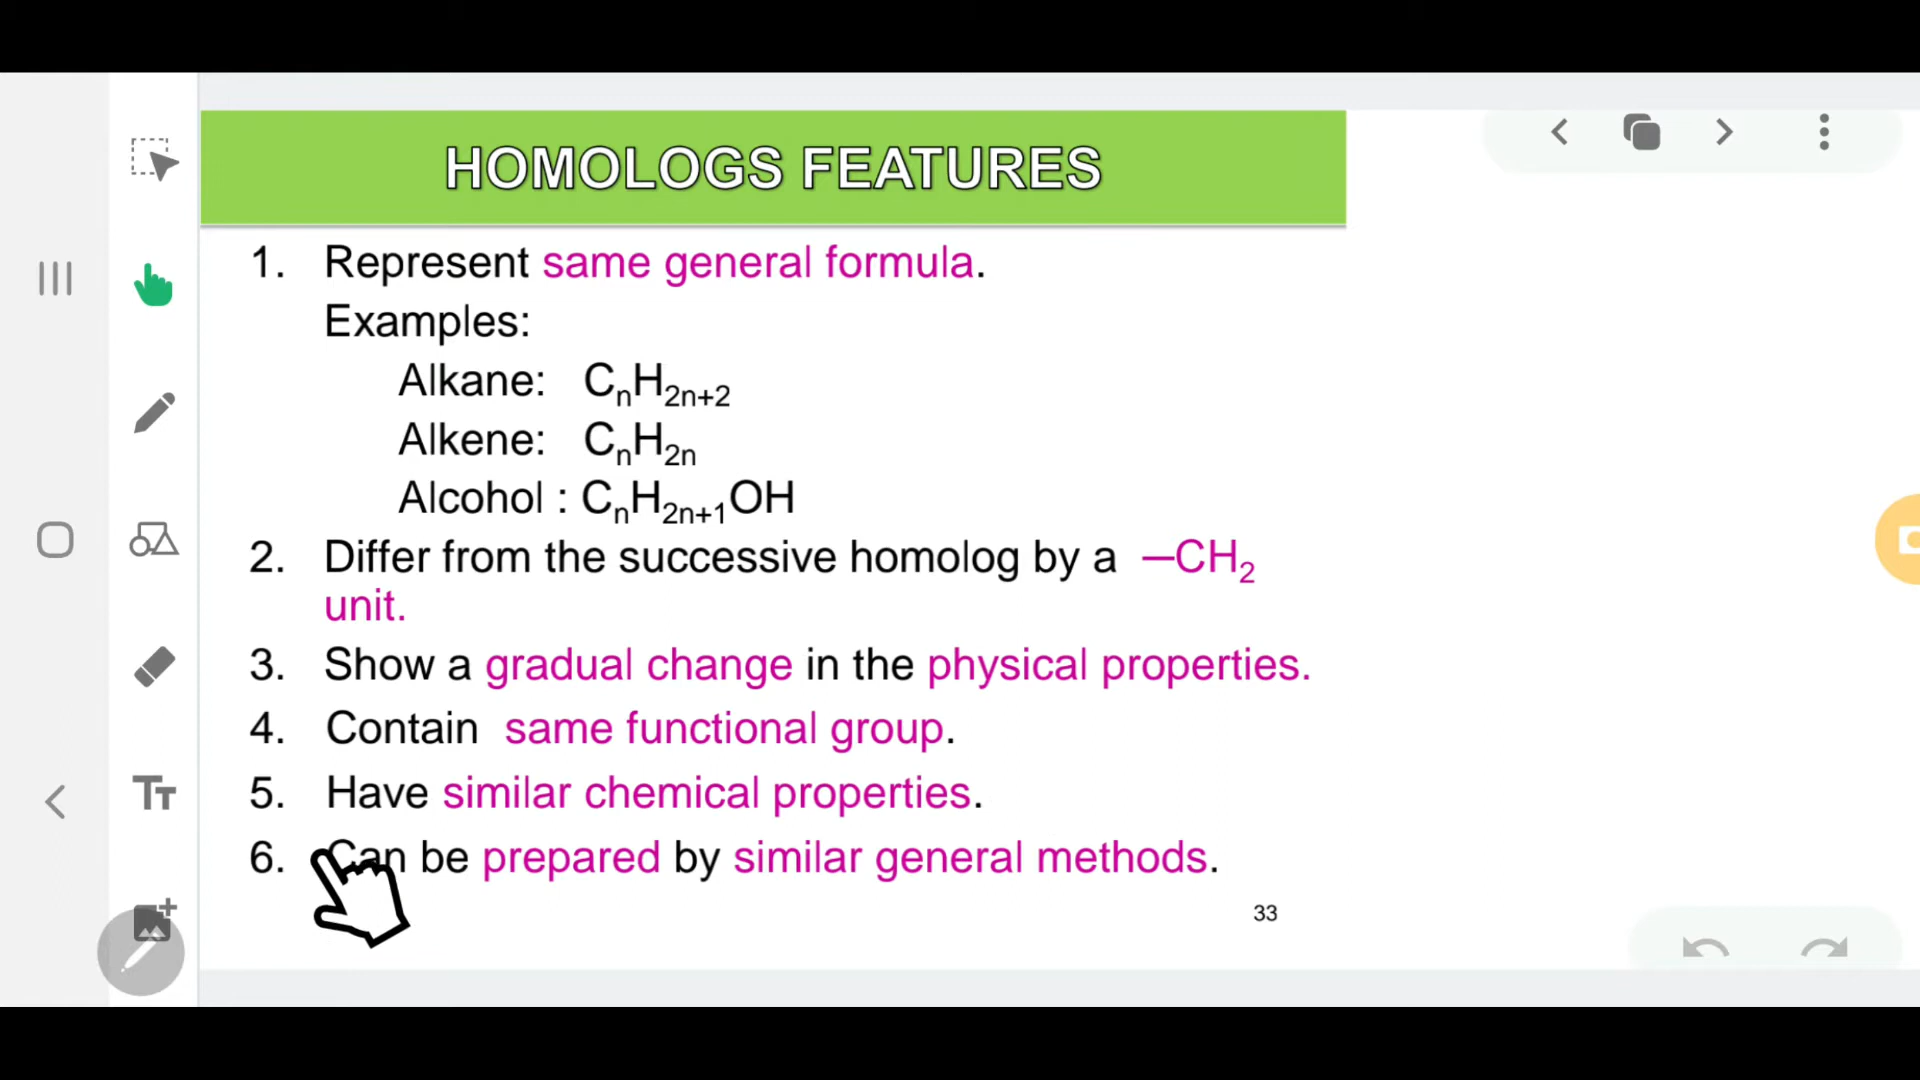 HOMOLOGS FEATURES
1. Represent same general formula.
Examples:
Alkane: CₙH₂ₙ₊₂
Alkene: CₙH₂ₙ
Alcohol : CₙH₂ₙ₊₁OH
2. Differ from the successive homolog by a –CH₂
unit.
3. Show a gradual change in the physical properties.
4. Contain same functional group.
5. Have similar chemical properties.
6. Can be prepared by similar general methods.
33
Tт